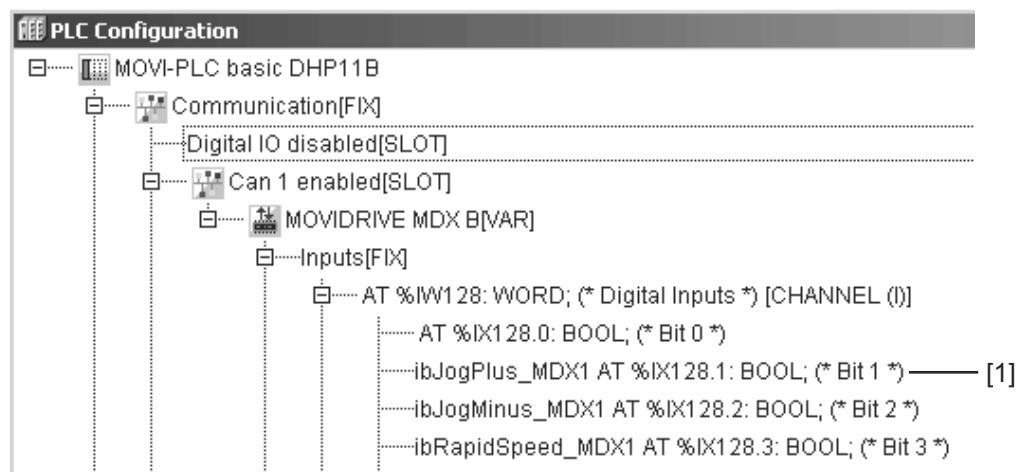 PLC Configuration
MOVI-PLC basic DHP11B
Communication[FIX]
Digital IO disabled[SLOT]
Can 1 enabled[SLOT]
MOVIDRIVE MDX B[VAR]
Inputs[FIX]
AT %IW128: WORD; (* Digital Inputs *) [CHANNEL (I)]
AT %IX128.0: BOOL; (* Bit 0 *)
ibJogPlus_MDX1 AT %IX128.1: BOOL; (* Bit 1 *) [1]
ibJogMinus_MDX1 AT %IX128.2: BOOL; (* Bit 2 *)
ibRapidSpeed_MDX1 AT %IX128.3: BOOL; (* Bit 3 *)